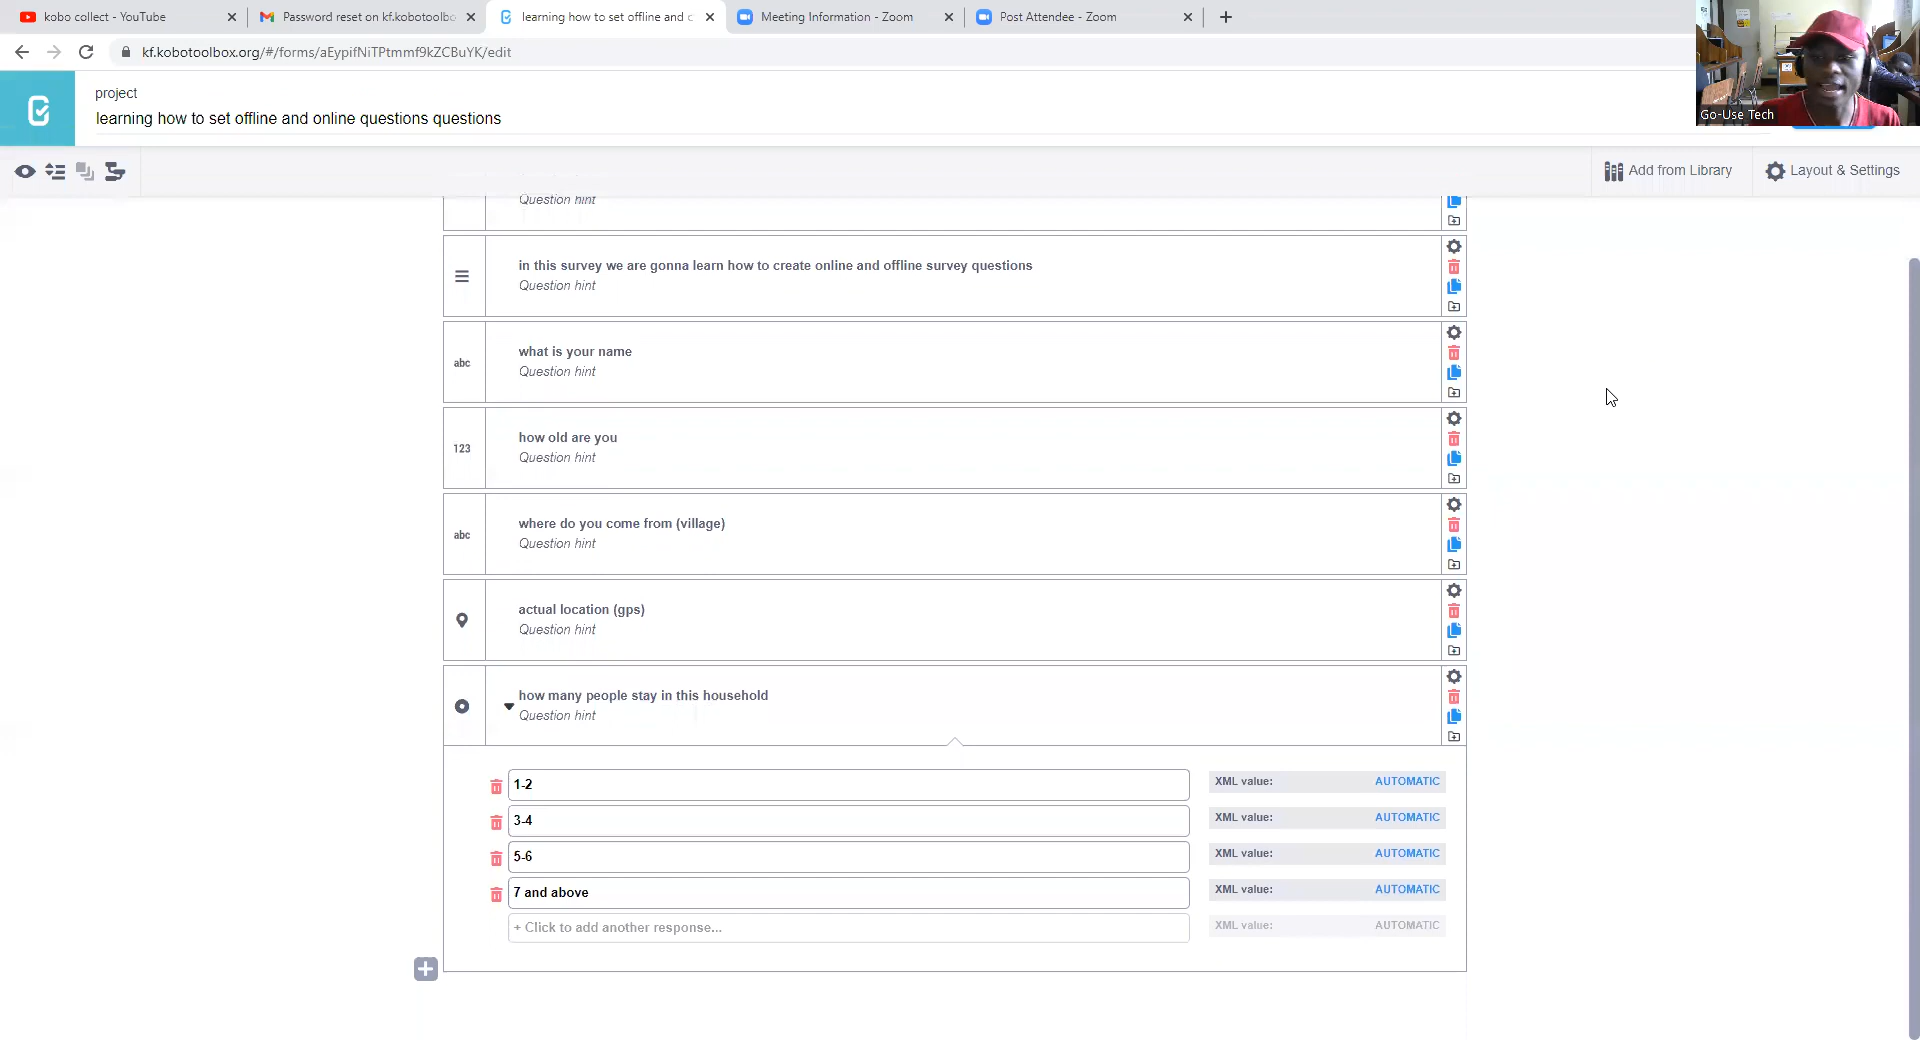 kobo collect - YouTube
Password reset on kf.kobotoolbo
learning how to set offline and c
Meeting Information - Zoom
Post Attendee - Zoom
kf.kobotoolbox.org/#/forms/aEypifNiTPtmmf9kZCBuYK/edit
project
learning how to set offline and online questions questions
Go-Use Tech
Add from Library
Layout & Settings
Question hint
in this survey we are gonna learn how to create online and offline survey questions
Question hint
abc
what is your name
Question hint
123
how old are you
Question hint
abc
where do you come from (village)
Question hint
actual location (gps)
Question hint
how many people stay in this household
Question hint
1-2
XML value: AUTOMATIC
3-4
XML value: AUTOMATIC
5-6
XML value: AUTOMATIC
7 and above
XML value: AUTOMATIC
+ Click to add another response...
XML value: AUTOMATIC